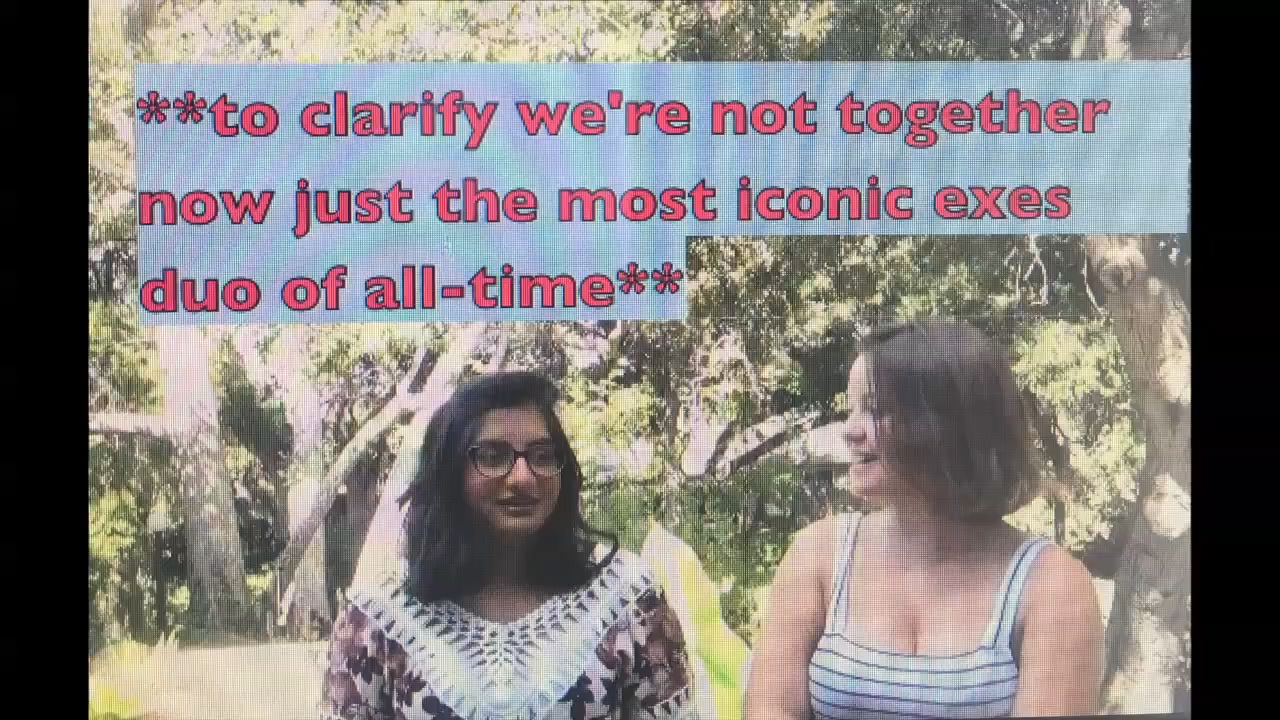 **to clarify we're not together
now just the most iconic exes
duo of all-time**